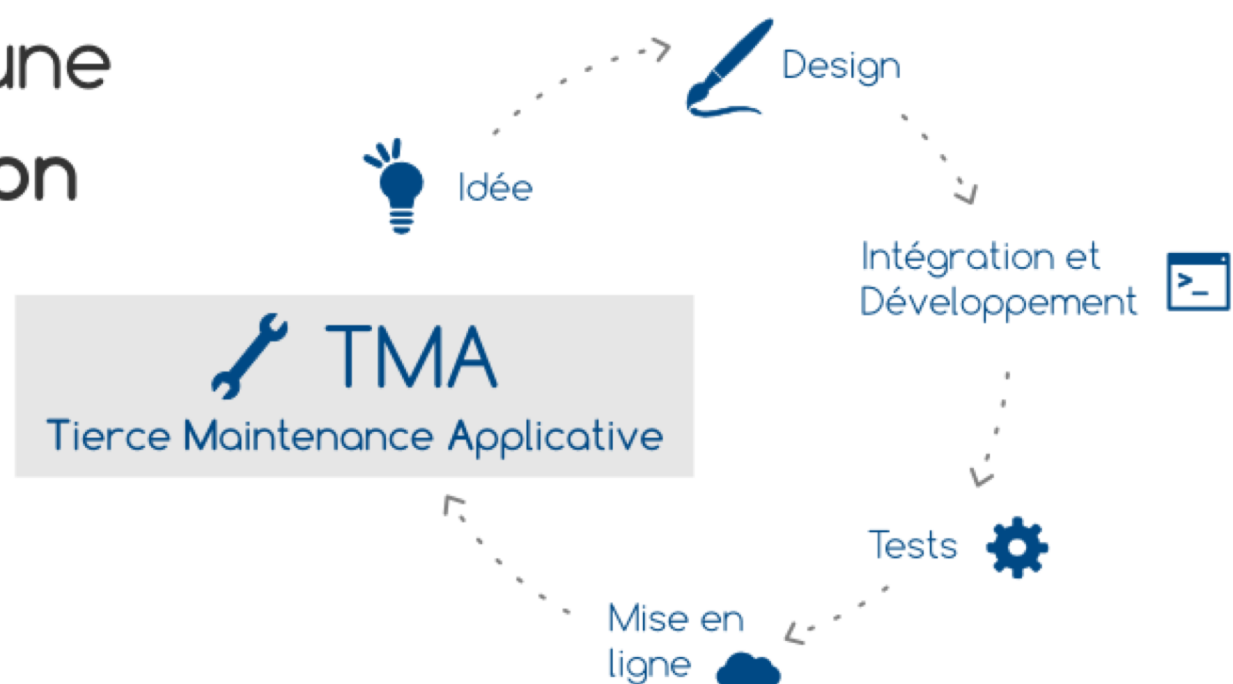 une
on
Design
Idée
Intégration et
Développement
>_
TMA
Tierce Maintenance Applicative
Tests
Mise en
ligne